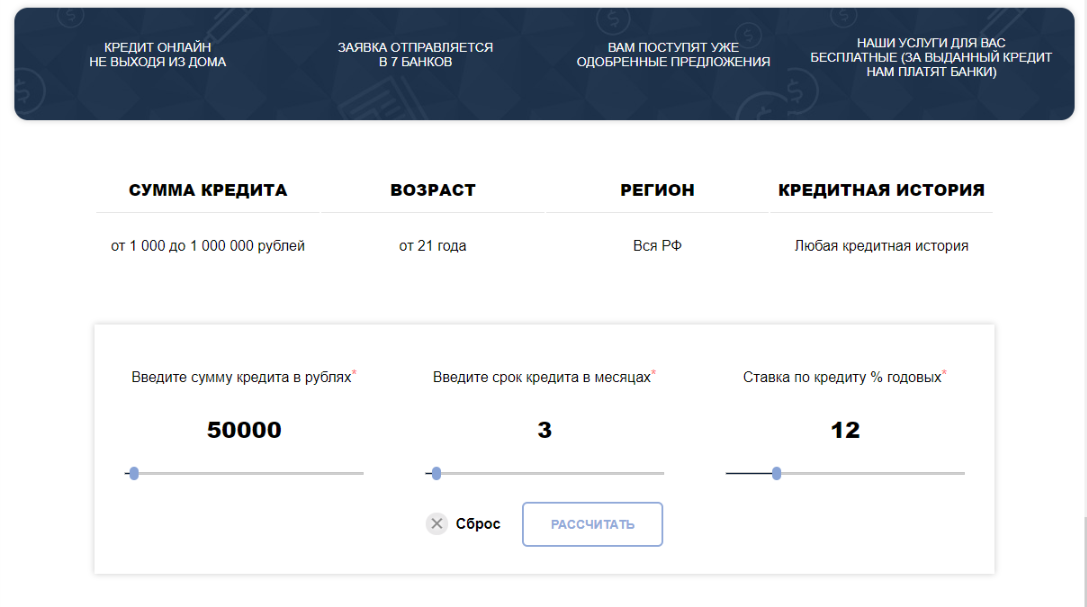 КРЕДИТ ОНЛАЙН
НЕ ВЫХОДЯ ИЗ ДОМА
ЗАЯВКА ОТПРАВЛЯЕТСЯ
В 7 БАНКОВ
ВАМ ПОСТУПЯТ УЖЕ
ОДОБРЕННЫЕ ПРЕДЛОЖЕНИЯ
НАШИ УСЛУГИ ДЛЯ ВАС
БЕСПЛАТНЫЕ (ЗА ВЫДАННЫЙ КРЕДИТ
НАМ ПЛАТЯТ БАНКИ)
СУММА КРЕДИТА
ВОЗРАСТ
РЕГИОН
КРЕДИТНАЯ ИСТОРИЯ
от 1 000 до 1 000 000 рублей
от 21 года
Вся РФ
Любая кредитная история
Введите сумму кредита в рублях*
Введите срок кредита в месяцах*
Ставка по кредиту % годовых*
50000
3
12
Сброс
РАССЧИТАТЬ